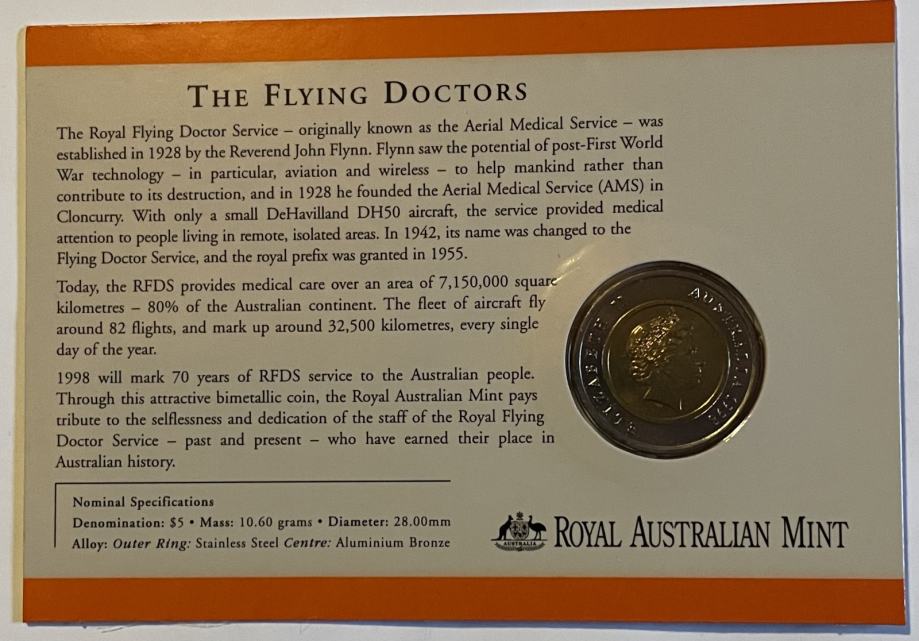 THE FLYING DOCTORS
The Royal Flying Doctor Service – originally known as the Aerial Medical Service – was
established in 1928 by the Reverend John Flynn. Flynn saw the potential of post-First World
War technology – in particular, aviation and wireless – to help mankind rather than
contribute to its destruction, and in 1928 he founded the Aerial Medical Service (AMS) in
Cloncurry. With only a small DeHavilland DH50 aircraft, the service provided medical
attention to people living in remote, isolated areas. In 1942, its name was changed to the
Flying Doctor Service, and the royal prefix was granted in 1955.
Today, the RFDS provides medical care over an area of 7,150,000 square
kilometres – 80% of the Australian continent. The fleet of aircraft fly
around 82 flights, and mark up around 32,500 kilometres, every single
day of the year.
1998 will mark 70 years of RFDS service to the Australian people.
Through this attractive bimetallic coin, the Royal Australian Mint pays
tribute to the selflessness and dedication of the staff of the Royal Flying
Doctor Service – past and present – who have earned their place in
Australian history.
ELIZABETH II AUSTRALIA 1998
Nominal Specifications
Denomination: $5 • Mass: 10.60 grams • Diameter: 28.00mm
Alloy: Outer Ring: Stainless Steel Centre: Aluminium Bronze
AUSTRALIA
ROYAL AUSTRALIAN MINT